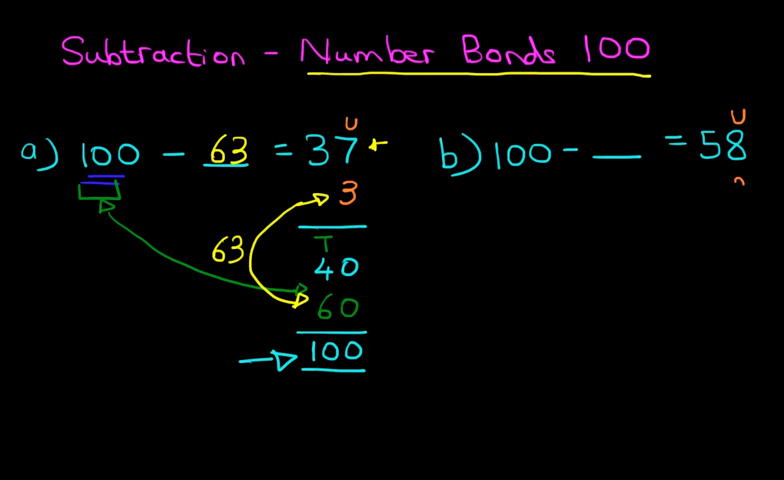 Subtraction - Number Bonds 100
U
a) 100 - 63 = 37
3
T
63
40
60
100
U
b) 100 - ___ = 58